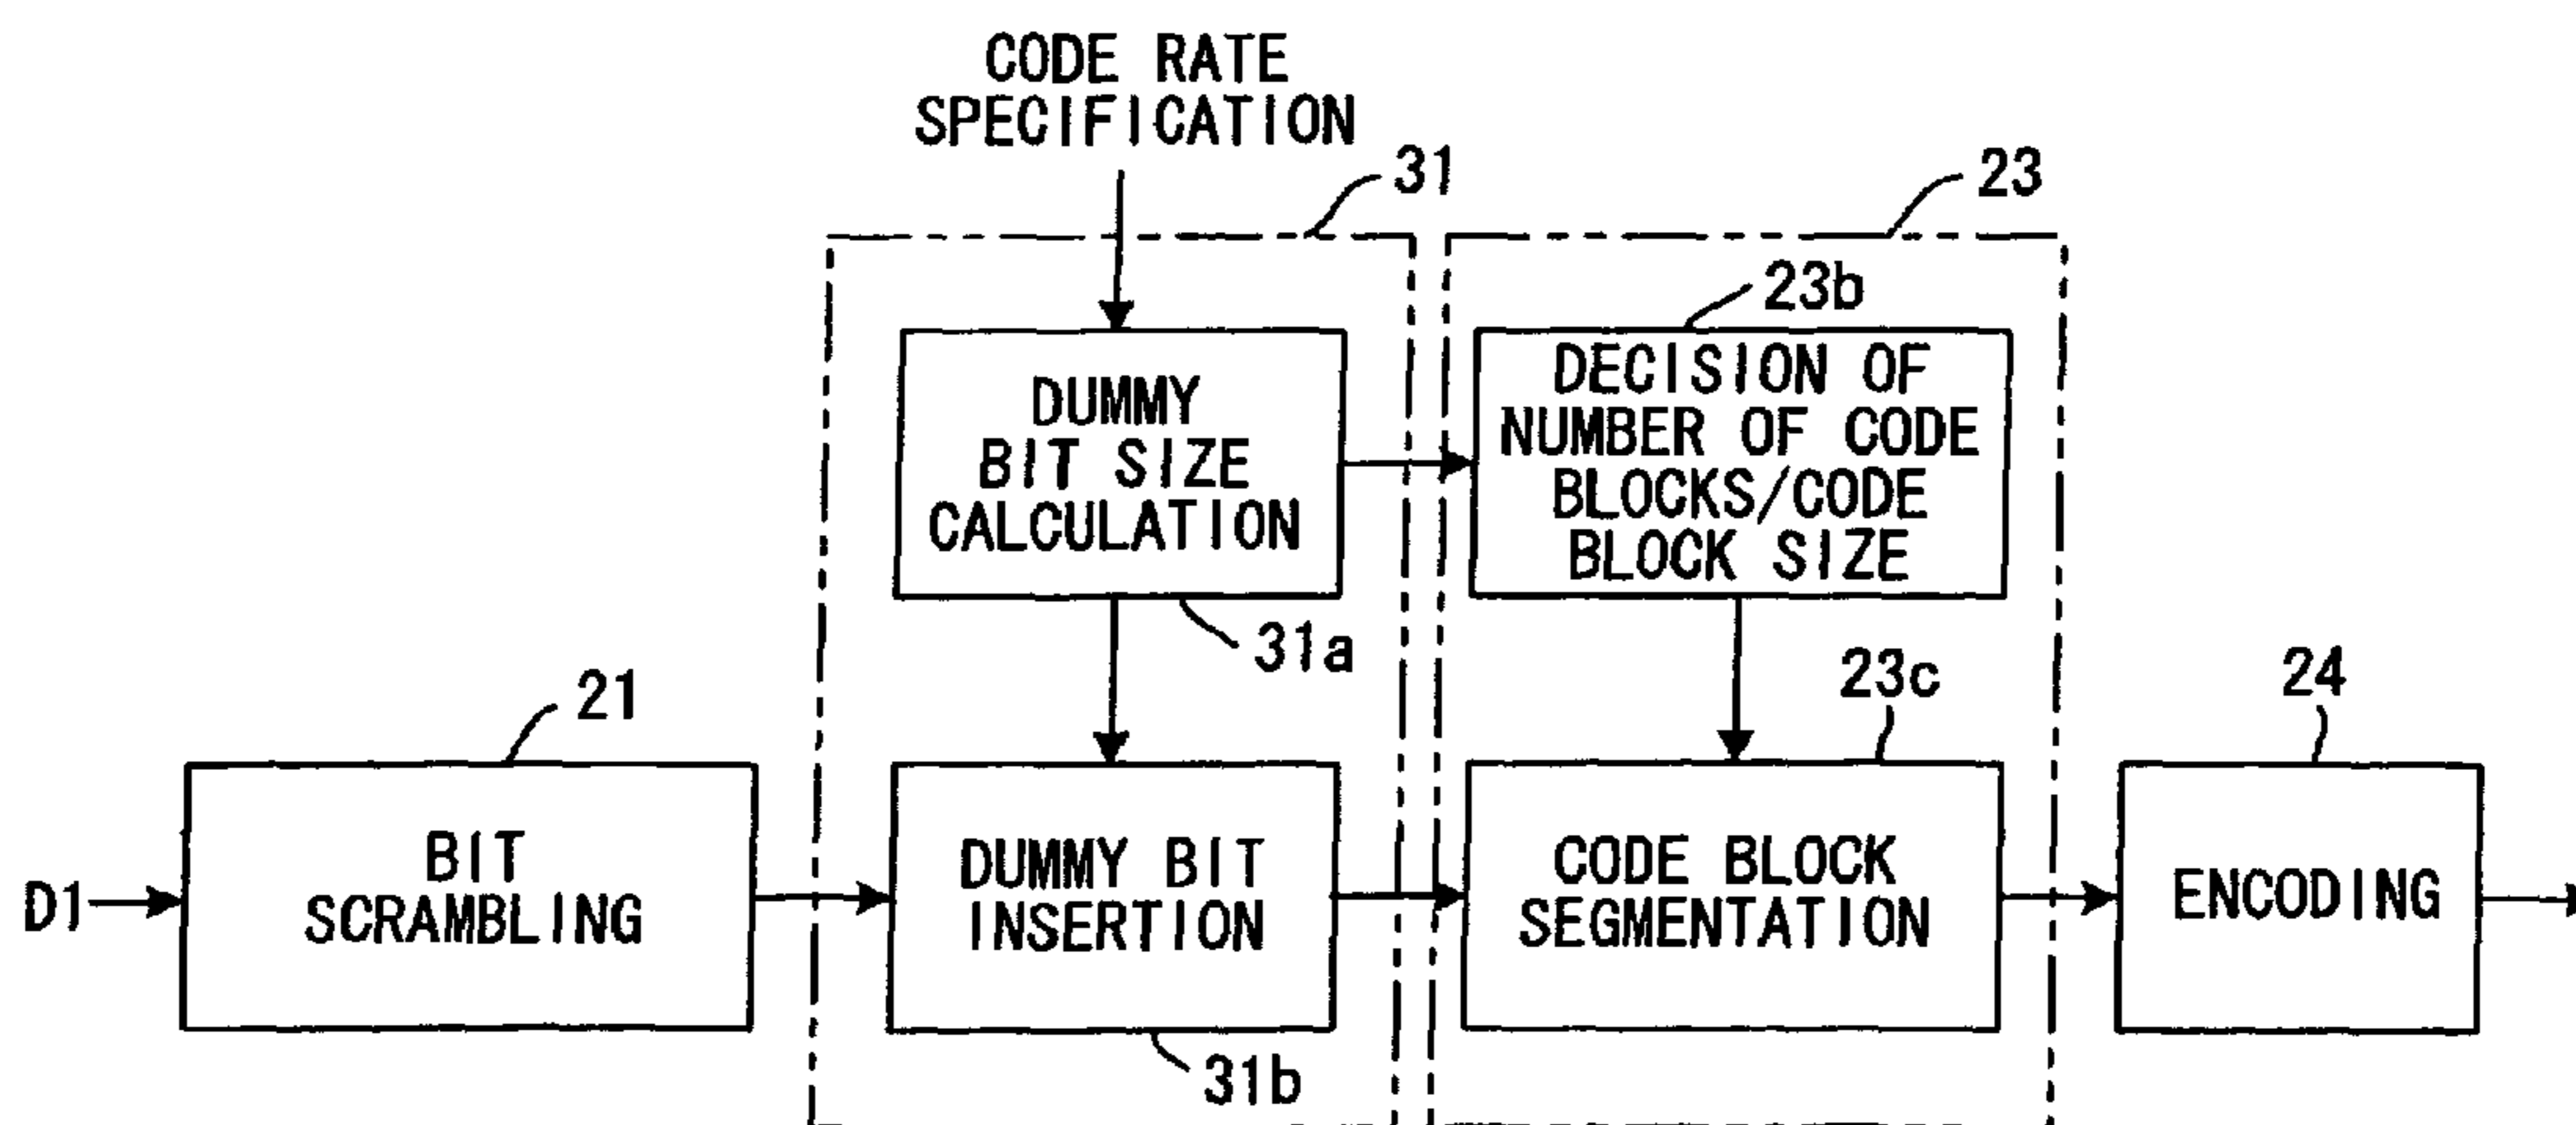 CODE RATE
SPECIFICATION
31
23
23b
DUMMY
BIT SIZE
CALCULATION
DECISION OF
NUMBER OF CODE
BLOCKS/CODE
BLOCK SIZE
31a
21
23c
24
D1
BIT
SCRAMBLING
DUMMY BIT
INSERTION
CODE BLOCK
SEGMENTATION
ENCODING
31b